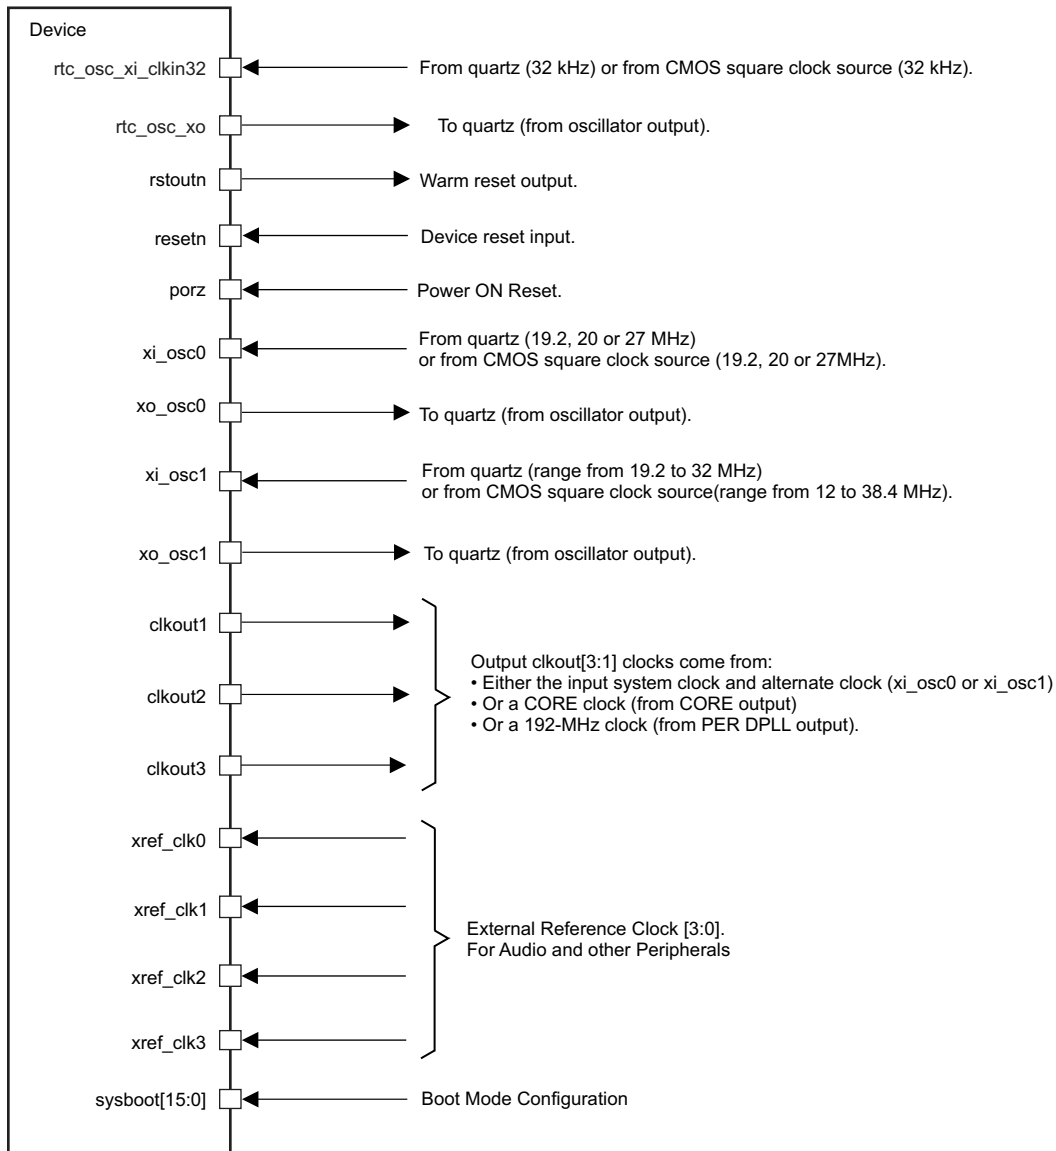 Device
rtc_osc_xi_clkin32 From quartz (32 kHz) or from CMOS square clock source (32 kHz).
rtc_osc_xo To quartz (from oscillator output).
rstoutn Warm reset output.
resetn Device reset input.
porz Power ON Reset.
xi_osc0 From quartz (19.2, 20 or 27 MHz)
or from CMOS square clock source (19.2, 20 or 27MHz).
xo_osc0 To quartz (from oscillator output).
xi_osc1 From quartz (range from 19.2 to 32 MHz)
or from CMOS square clock source(range from 12 to 38.4 MHz).
xo_osc1 To quartz (from oscillator output).
clkout1
clkout2
clkout3
Output clkout[3:1] clocks come from:
• Either the input system clock and alternate clock (xi_osc0 or xi_osc1)
• Or a CORE clock (from CORE output)
• Or a 192-MHz clock (from PER DPLL output).
xref_clk0
xref_clk1
xref_clk2
xref_clk3
External Reference Clock [3:0].
For Audio and other Peripherals
sysboot[15:0] Boot Mode Configuration